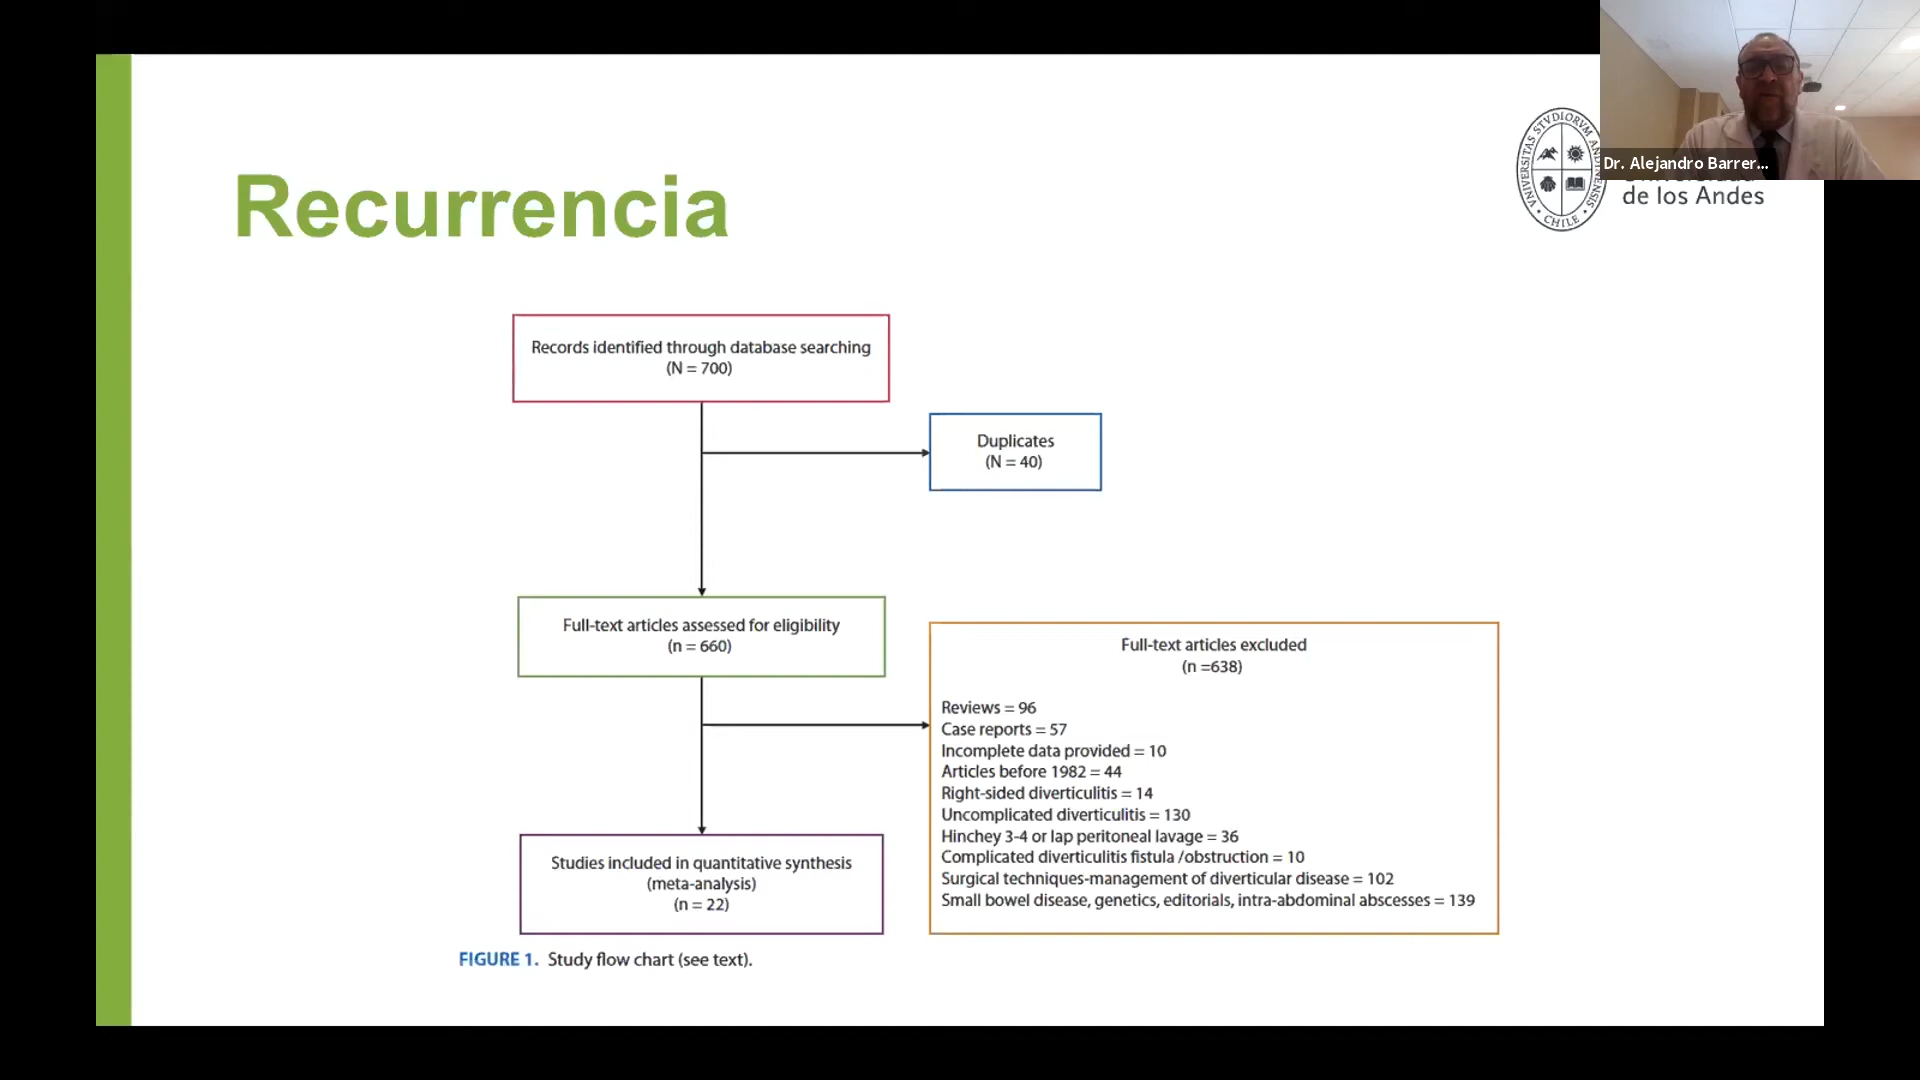 Recurrencia
UNIVERSITAS STVDIORVM ANDINENSIS
• CHILE •
Dr. Alejandro Barrer...
de los Andes
Records identified through database searching
(N = 700)
Duplicates
(N = 40)
Full-text articles assessed for eligibility
(n = 660)
Full-text articles excluded
(n =638)
Reviews = 96
Case reports = 57
Incomplete data provided = 10
Articles before 1982 = 44
Right-sided diverticulitis = 14
Uncomplicated diverticulitis = 130
Hinchey 3-4 or lap peritoneal lavage = 36
Complicated diverticulitis fistula /obstruction = 10
Surgical techniques-management of diverticular disease = 102
Small bowel disease, genetics, editorials, intra-abdominal abscesses = 139
Studies included in quantitative synthesis
(meta-analysis)
(n = 22)
FIGURE 1. Study flow chart (see text).